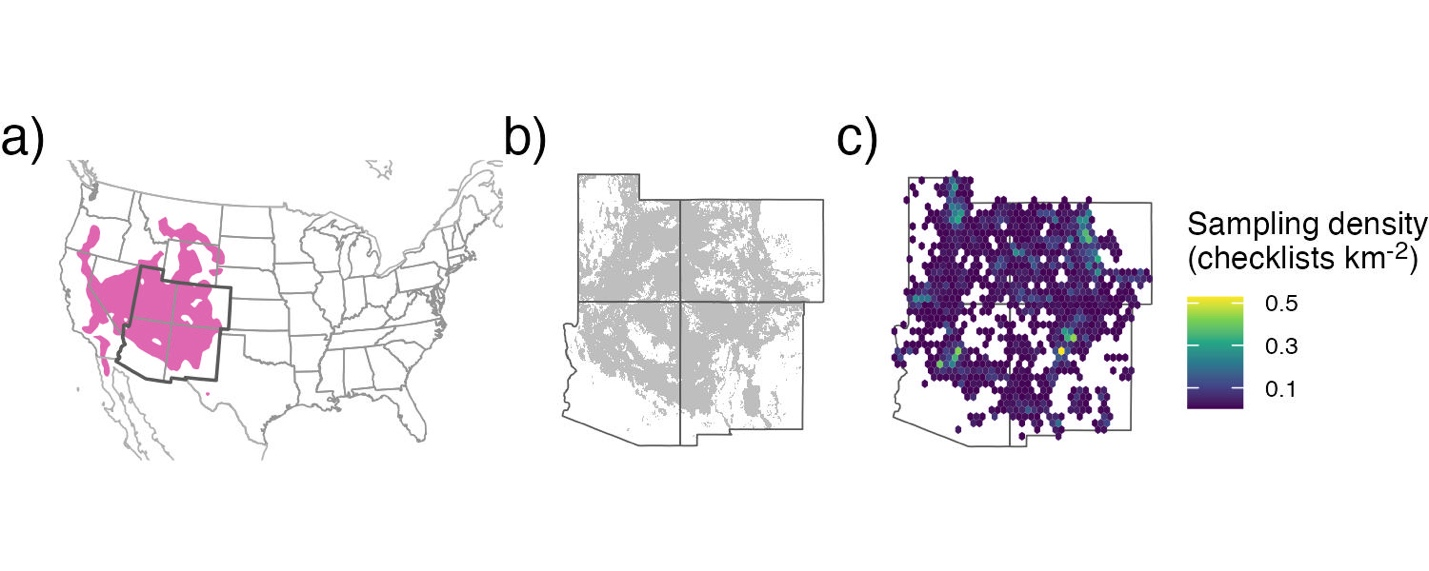 a)
b)
c)
Sampling density
(checklists km⁻²)
0.5
0.3
0.1